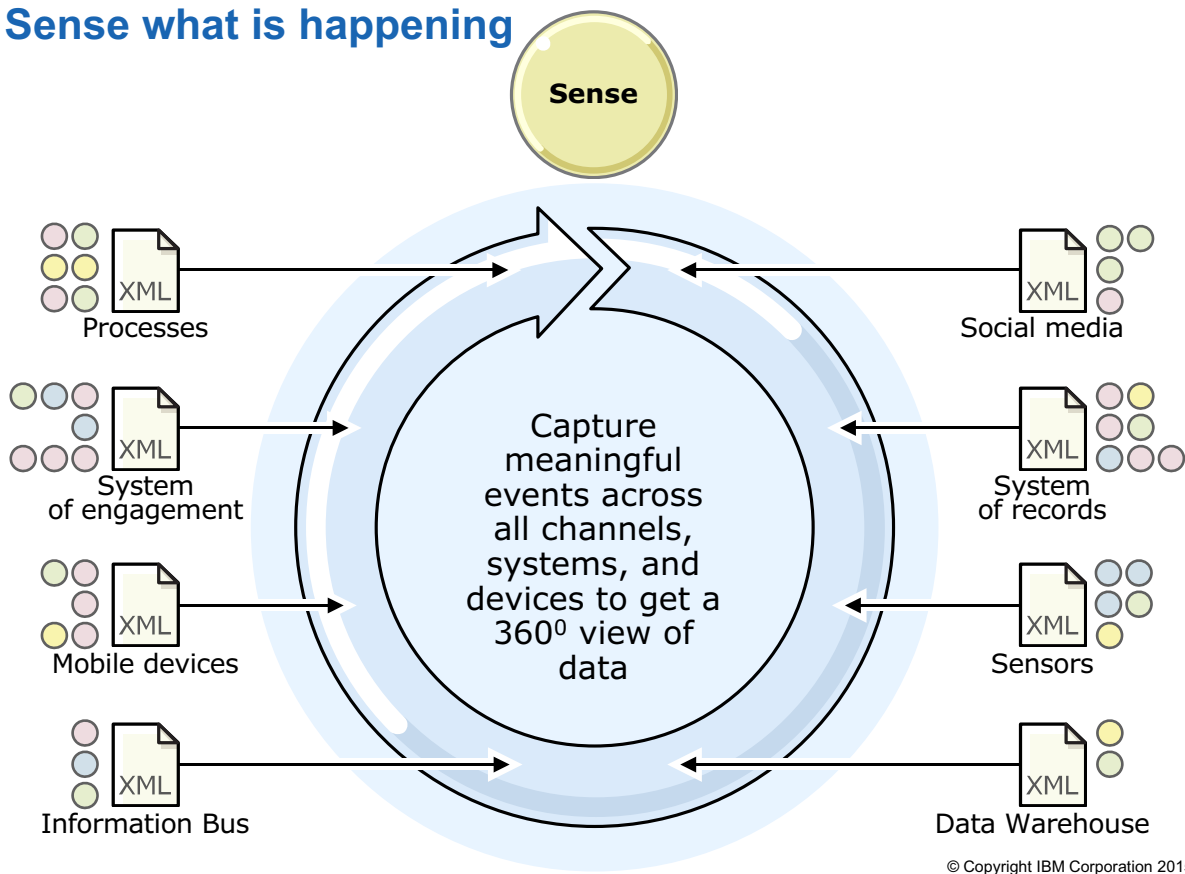 Sense what is happening
Sense
XML
Processes
XML
Social media
XML
System
of engagement
XML
System
of records
XML
Mobile devices
XML
Sensors
XML
Information Bus
XML
Data Warehouse
Capture
meaningful
events across
all channels,
systems, and
devices to get a
360⁰ view of
data
© Copyright IBM Corporation 201